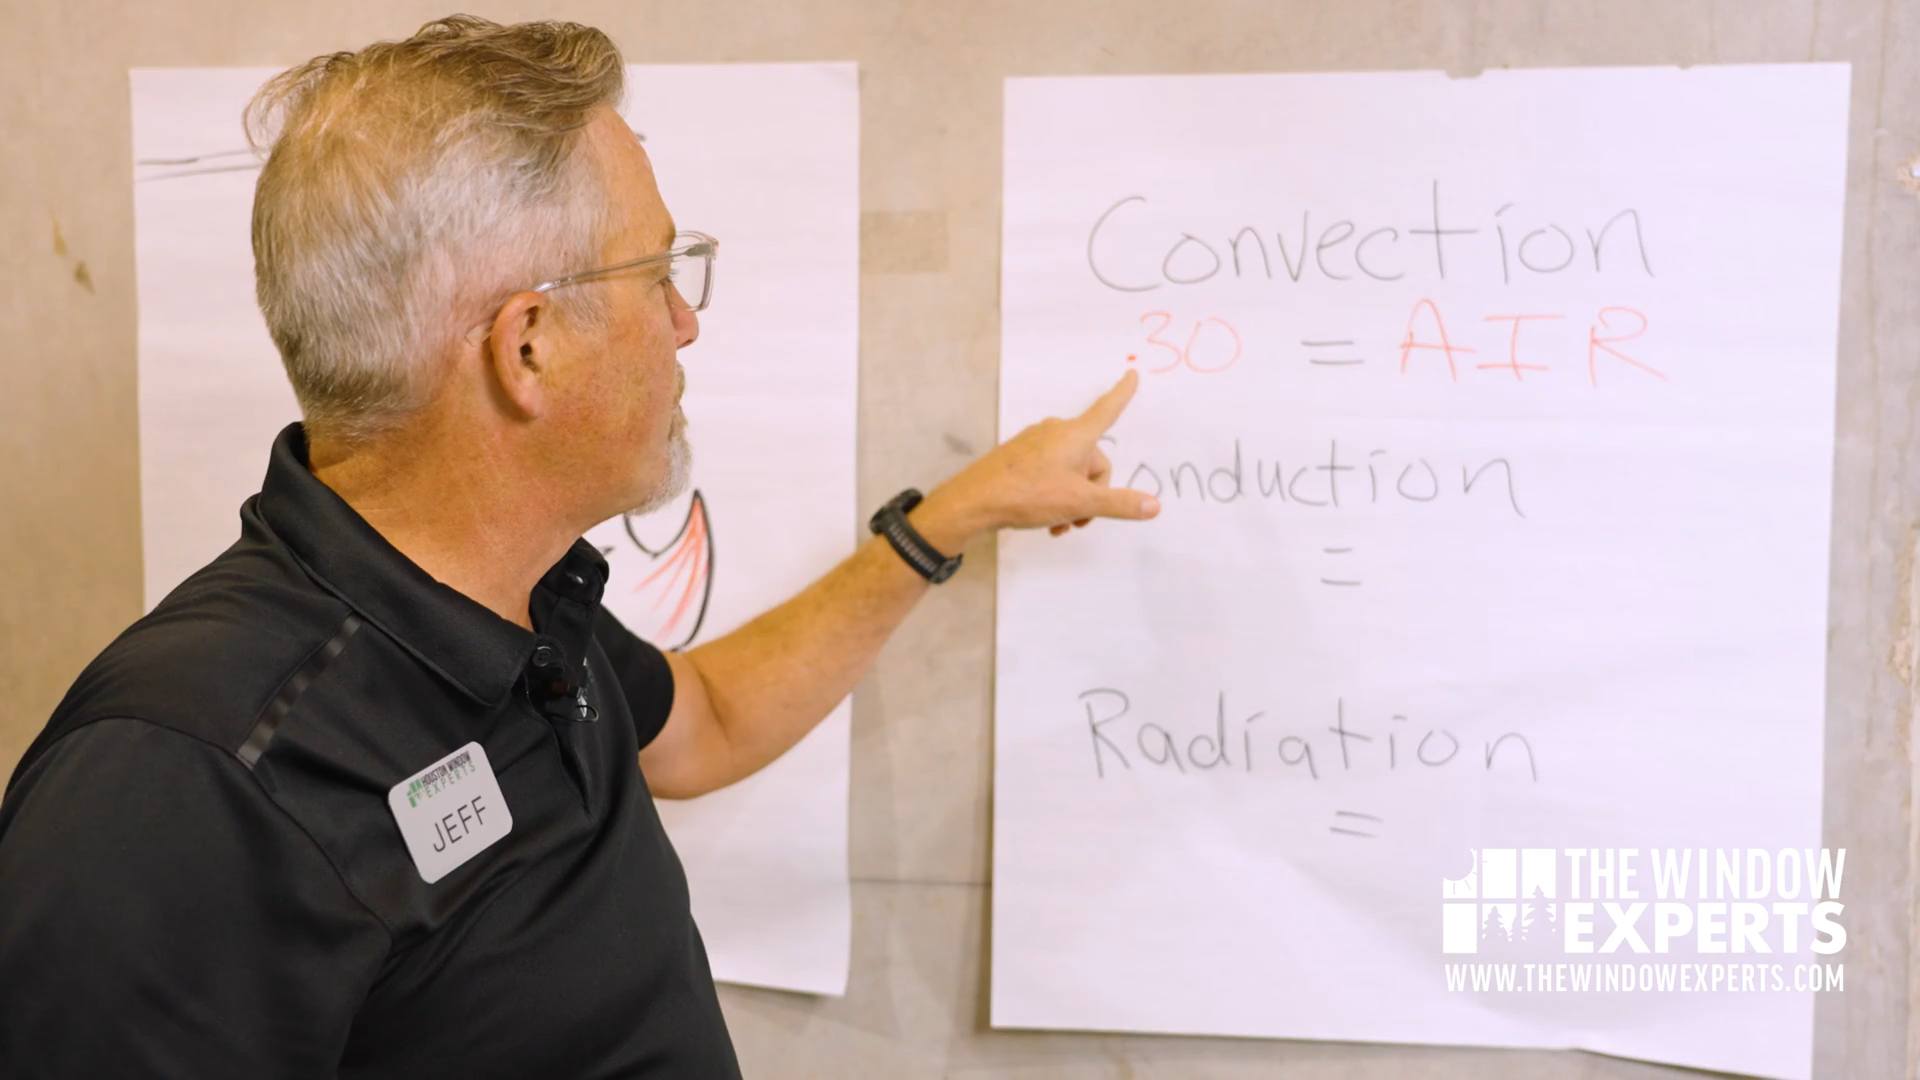 Convection
.30 = AIR
Conduction
=
Radiation
=
HOUSTON WINDOW
EXPERTS
JEFF
THE WINDOW
EXPERTS
WWW.THEWINDOWEXPERTS.COM